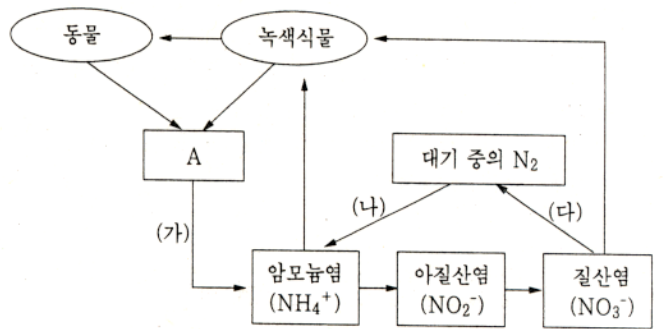 동물
녹색식물
A
대기 중의 N₂
(가)
(나)
(다)
암모늄염
(NH₄⁺)
아질산염
(NO₂⁻)
질산염
(NO₃⁻)